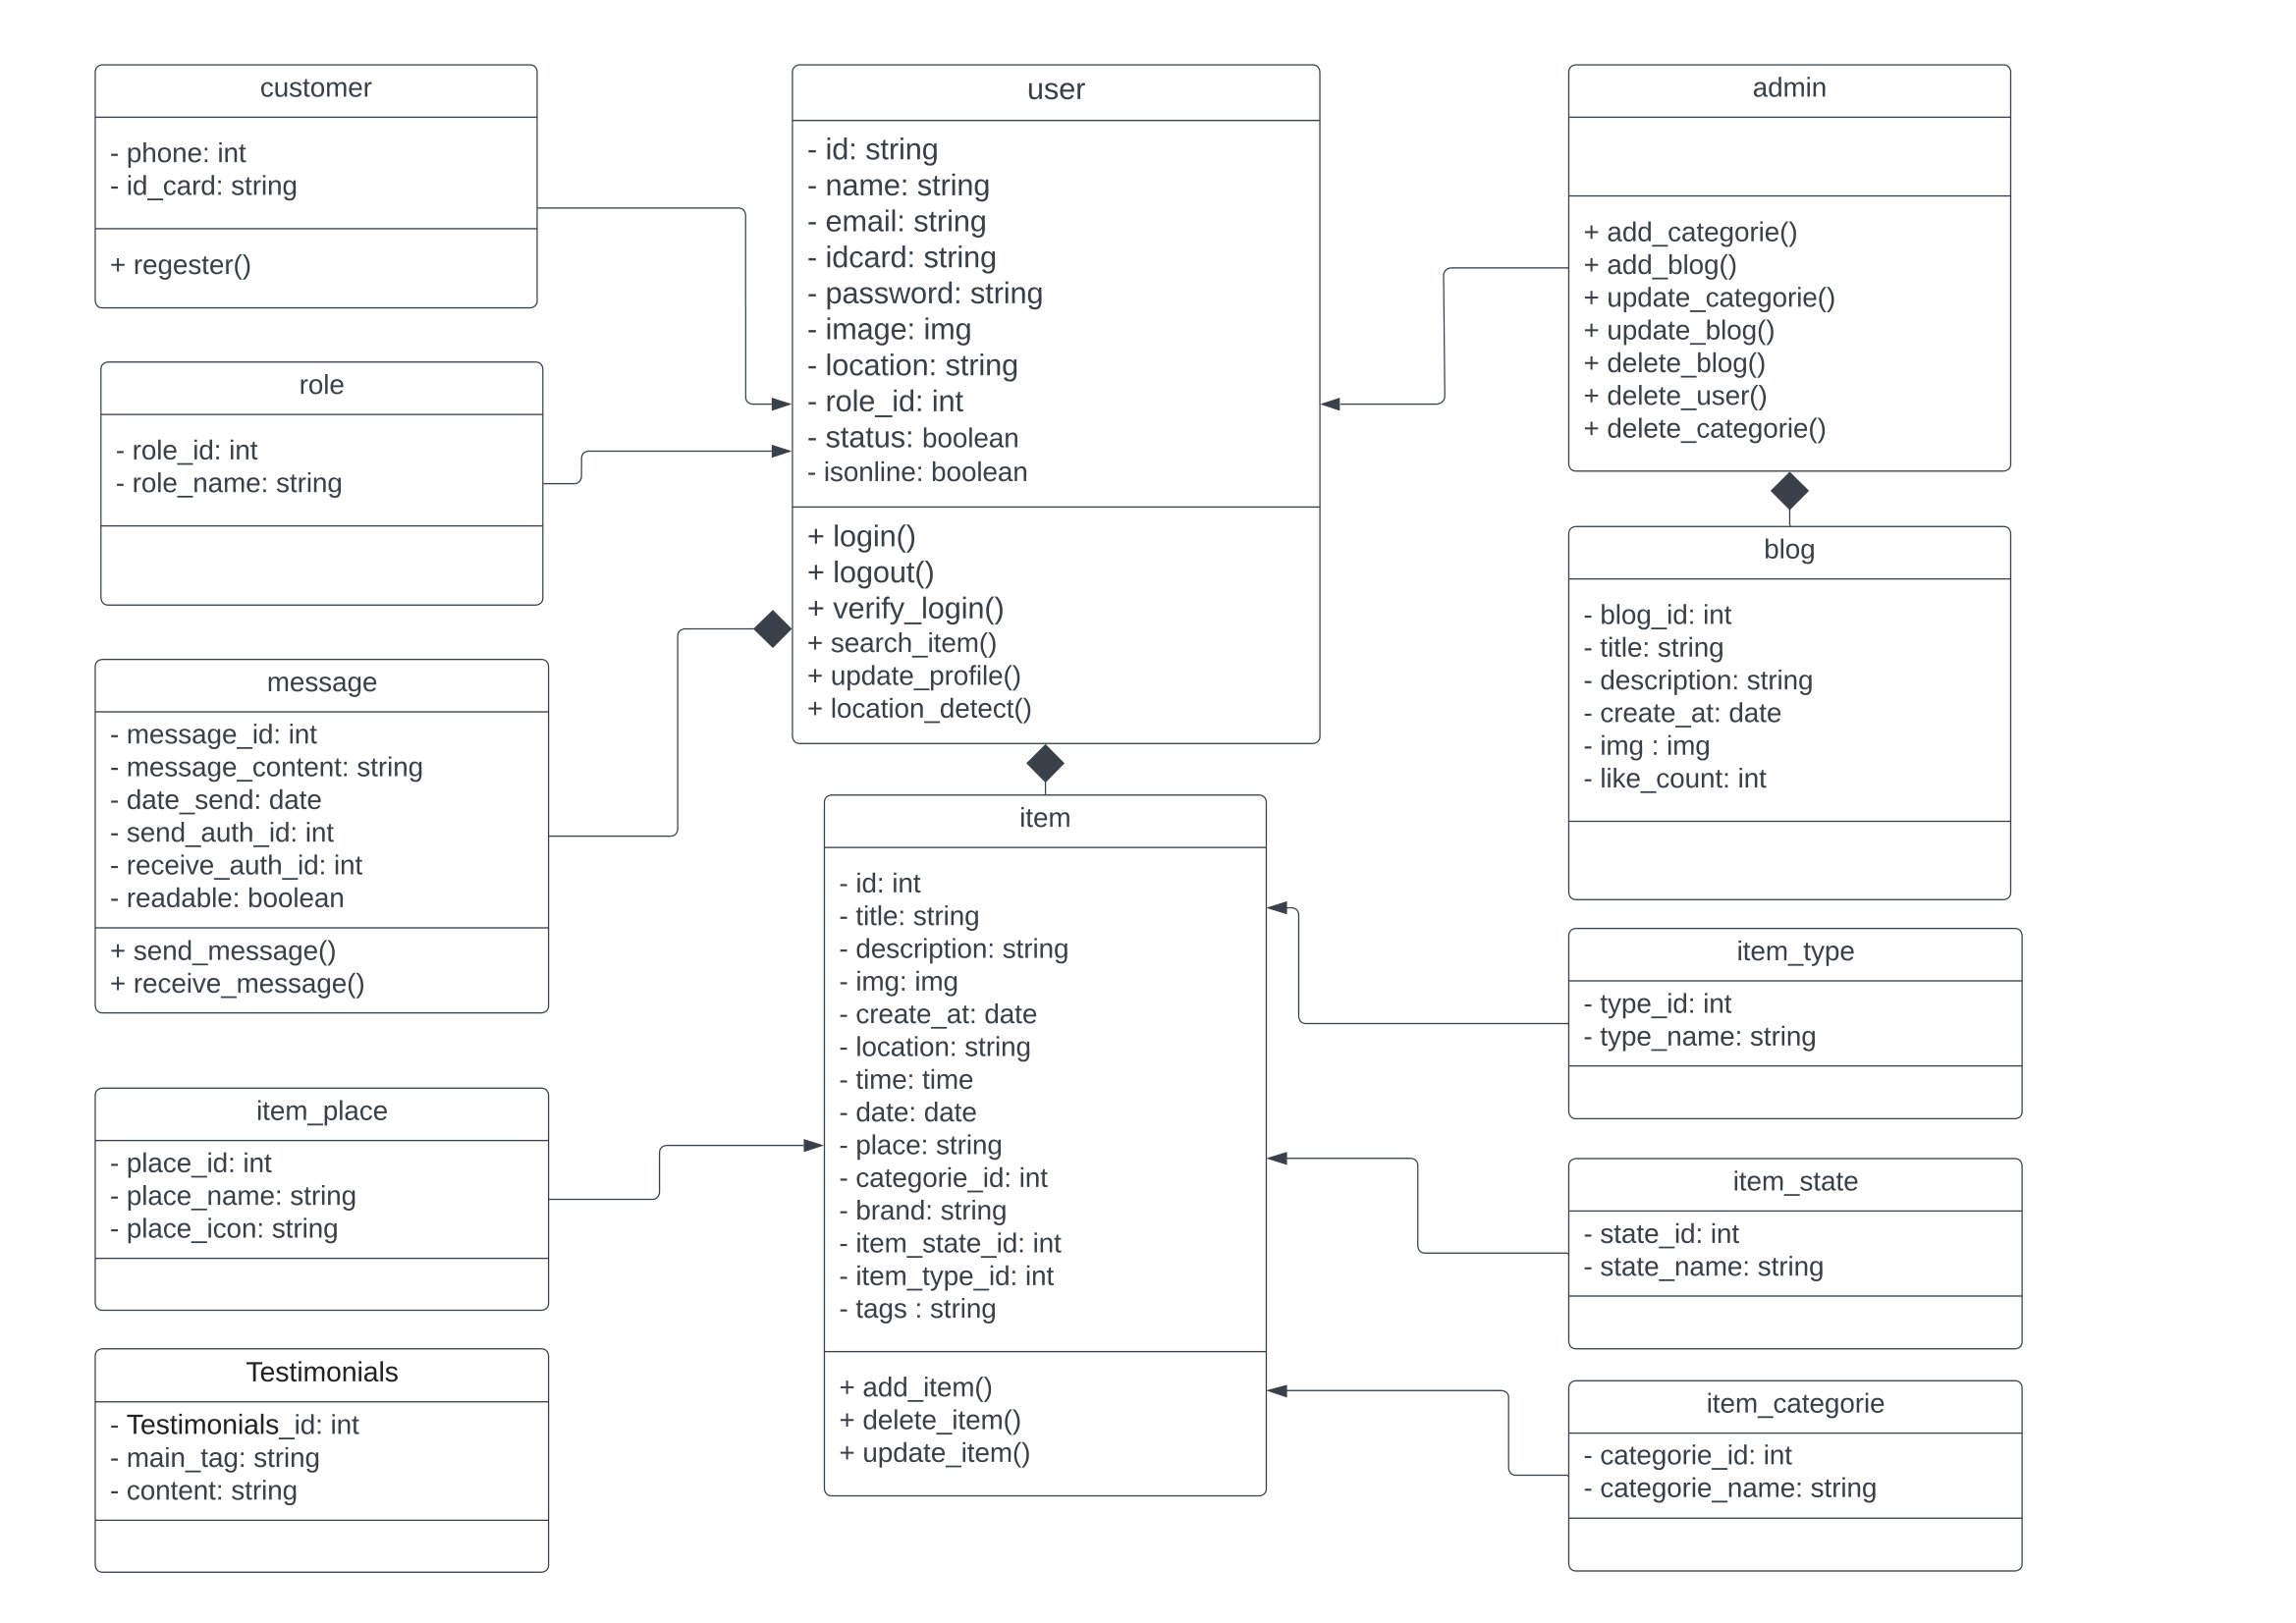 customer
- phone: int
- id_card: string
+ regester()
role
- role_id: int
- role_name: string
message
- message_id: int
- message_content: string
- date_send: date
- send_auth_id: int
- receive_auth_id: int
- readable: boolean
+ send_message()
+ receive_message()
item_place
- place_id: int
- place_name: string
- place_icon: string
Testimonials
- Testimonials_id: int
- main_tag: string
- content: string
user
- id: string
- name: string
- email: string
- idcard: string
- password: string
- image: img
- location: string
- role_id: int
- status: boolean
- isonline: boolean
+ login()
+ logout()
+ verify_login()
+ search_item()
+ update_profile()
+ location_detect()
item
- id: int
- title: string
- description: string
- img: img
- create_at: date
- location: string
- time: time
- date: date
- place: string
- categorie_id: int
- brand: string
- item_state_id: int
- item_type_id: int
- tags : string
+ add_item()
+ delete_item()
+ update_item()
admin
+ add_categorie()
+ add_blog()
+ update_categorie()
+ update_blog()
+ delete_blog()
+ delete_user()
+ delete_categorie()
blog
- blog_id: int
- title: string
- description: string
- create_at: date
- img : img
- like_count: int
item_type
- type_id: int
- type_name: string
item_state
- state_id: int
- state_name: string
item_categorie
- categorie_id: int
- categorie_name: string